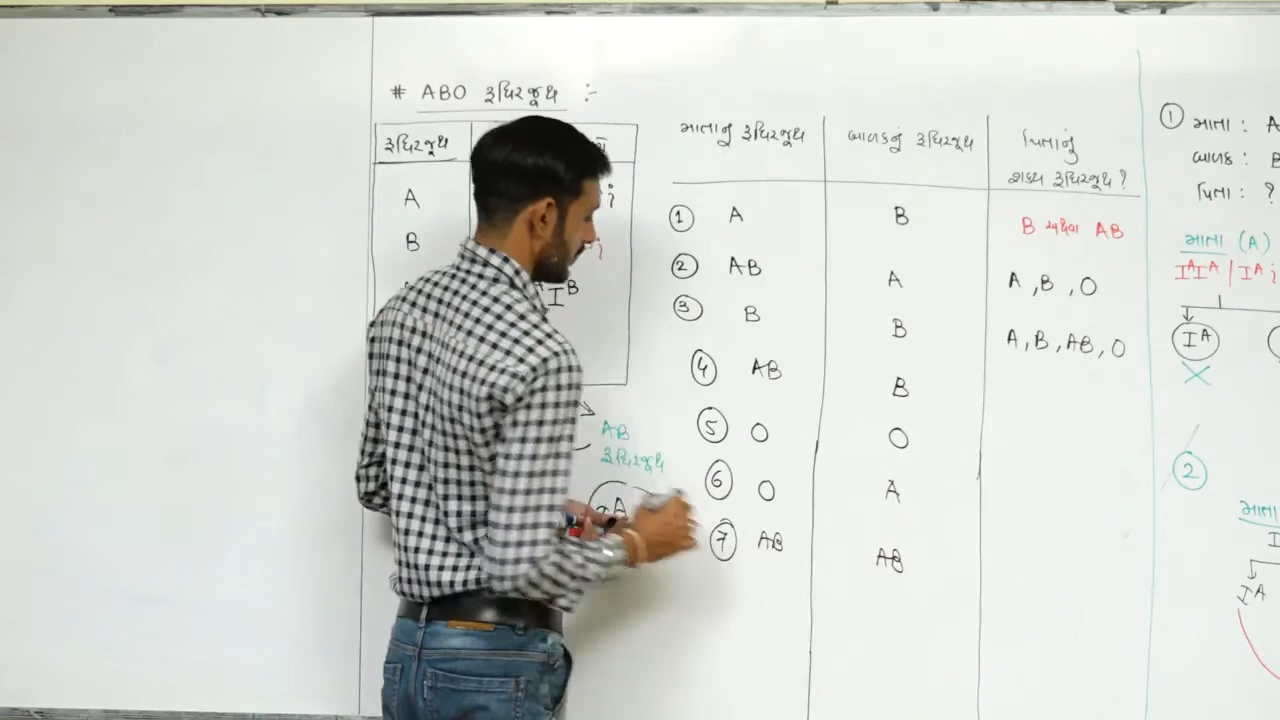 # ABO રૂધિરજૂથ :-
રૂધિરજૂથ
A
B
I^B
AB
રૂધિરજૂથ
માતાનું રૂધિરજૂથ બાળકનું રૂધિરજૂથ પિતાનું
શક્ય રૂધિરજૂથ?
① A B B અથવા AB
② AB A A, B, O
③ B B A, B, AB, O
④ AB B
⑤ O O
⑥ O A
⑦ AB AB
① માતા : A
બાળક : B
પિતા : ?
માતા (A)
I^A I^A | I^A i
I^A
②
માતા
I^A